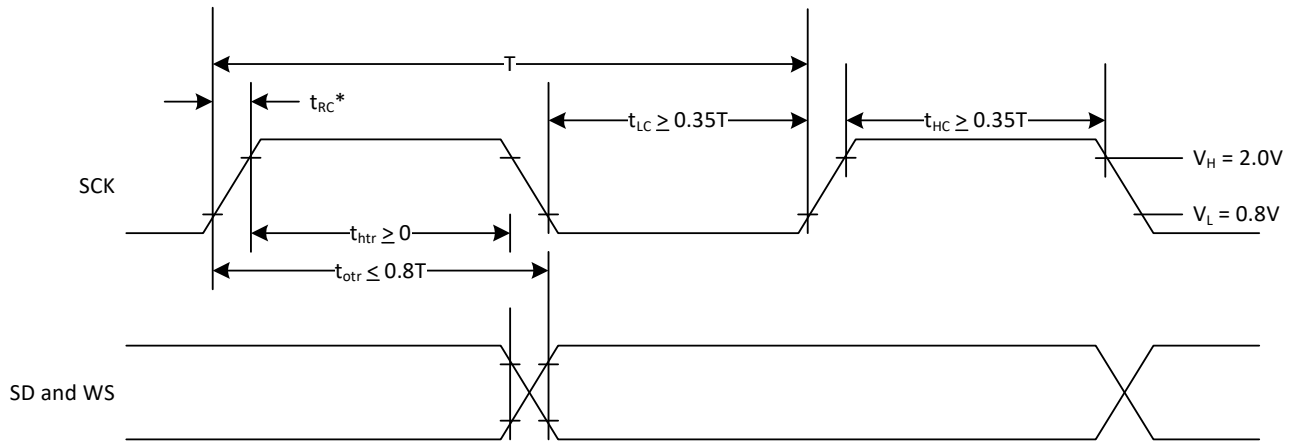 T
tRC*
tLC ≥ 0.35T
tHC ≥ 0.35T
VH = 2.0V
SCK
VL = 0.8V
thtr ≥ 0
totr ≤ 0.8T
SD and WS